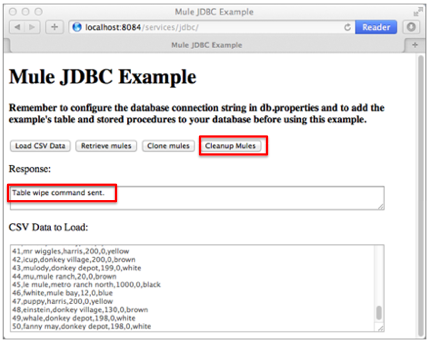 Mule JDBC Example
localhost:8084/services/jdbc/
Reader
Mule JDBC Example
Mule JDBC Example
Remember to configure the database connection string in db.properties and to add the
example's table and stored procedures to your database before using this example.
Load CSV Data Retrieve mules Clone mules Cleanup Mules
Response:
Table wipe command sent.
CSV Data to Load:
41,mr wiggles,harris,200,0,yellow
42,icup,donkey village,200,0,brown
43,mulody,donkey depot,199,0,white
44,mu,mule ranch,20,0,brown
45,le mule,metro ranch north,1000,0,black
46,fwhite,mule bay,12,0,blue
47,puppy,harris,200,0,yellow
48,einstein,donkey village,130,0,brown
49,whale,donkey depot,198,0,white
50,fanny may,donkey depot,198,0,white